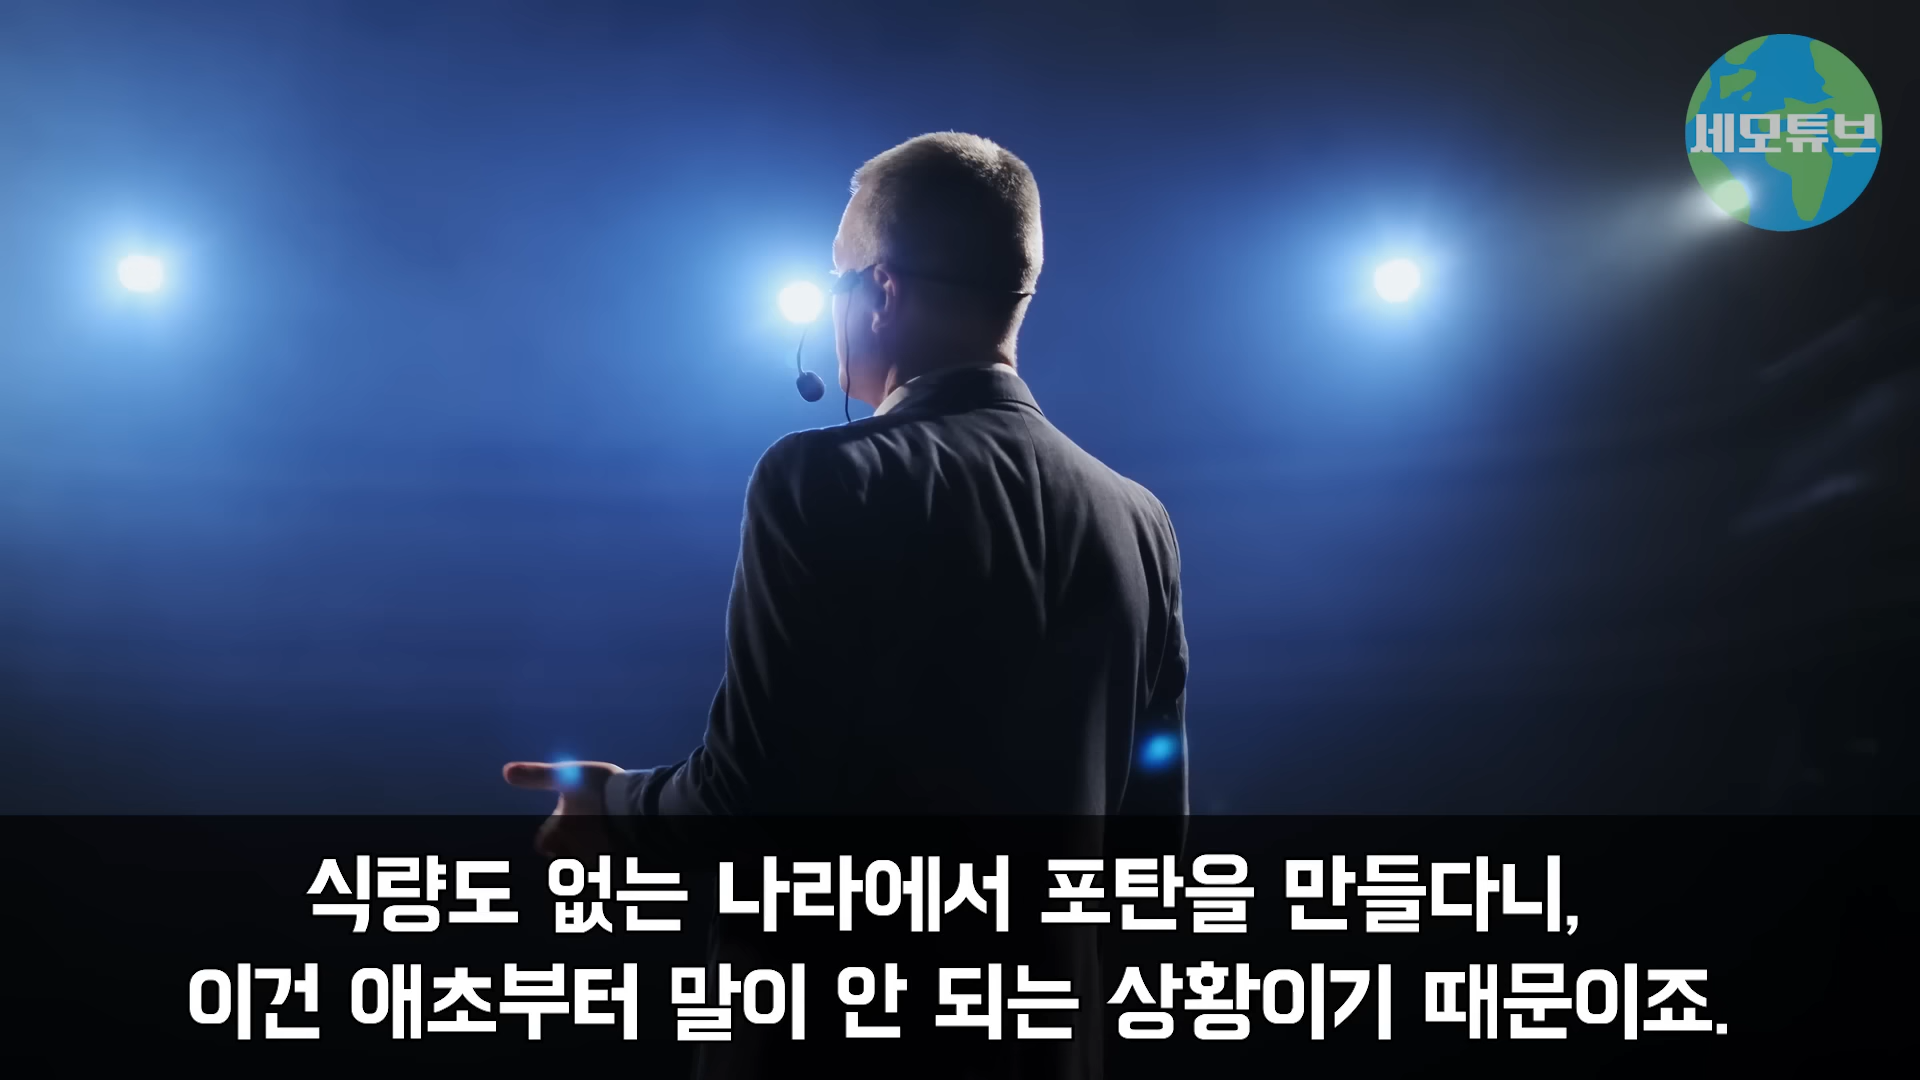 세모튜브
식량도 없는 나라에서 포탄을 만들다니,
이건 애초부터 말이 안 되는 상황이기 때문이죠.